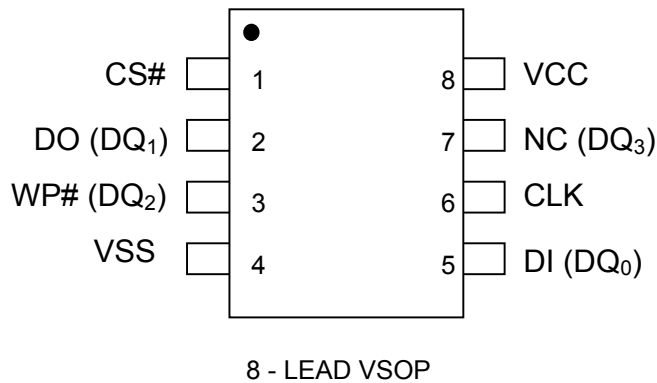 CS# 1 8 VCC
DO (DQ₁) 2 7 NC (DQ₃)
WP# (DQ₂) 3 6 CLK
VSS 4 5 DI (DQ₀)
8 - LEAD VSOP